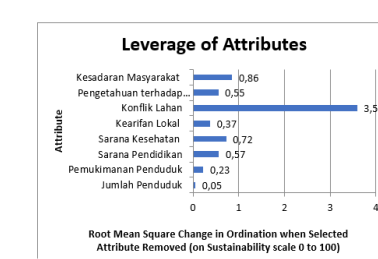 Leverage of Attributes
Kesadaran Masyarakat 0,86
Pengetahuan terhadap... 0,55
Konflik Lahan 3,5
Kearifan Lokal 0,37
Sarana Kesehatan 0,72
Sarana Pendidikan 0,57
Pemukimanan Penduduk 0,23
Jumlah Penduduk 0,05
Attribute
0 1 2 3 4
Root Mean Square Change in Ordination when Selected
Attribute Removed (on Sustainability scale 0 to 100)